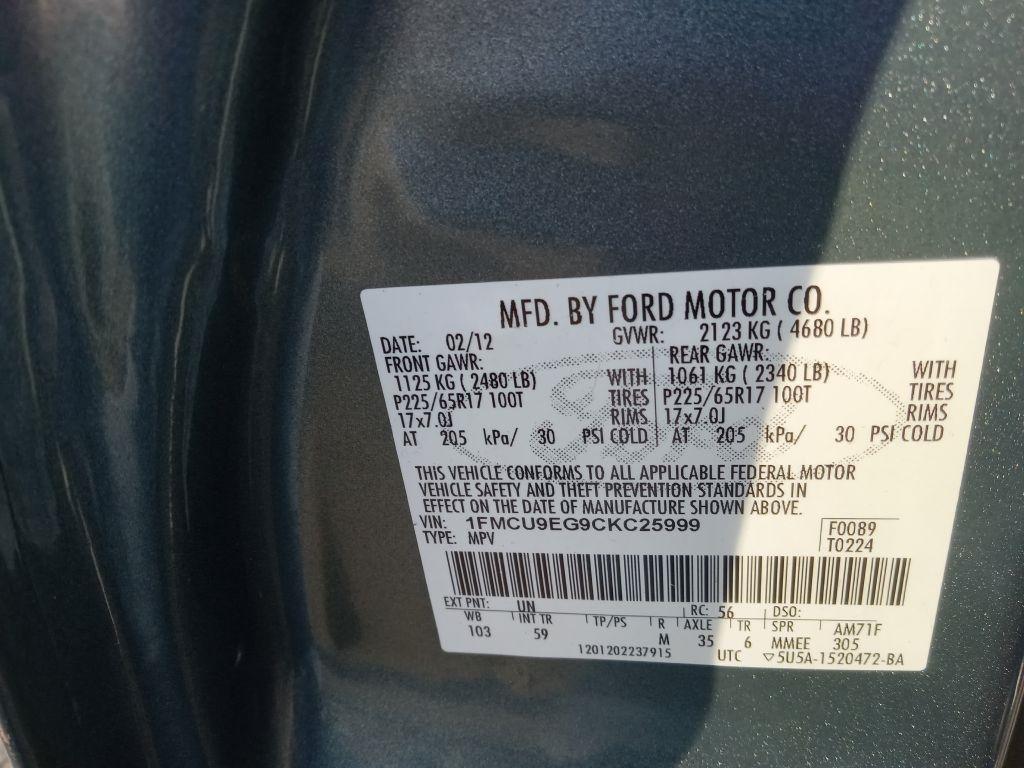 MFD. BY FORD MOTOR CO.
DATE: 02/12 GVWR: 2123 KG ( 4680 LB)
FRONT GAWR: REAR GAWR:
1125 KG ( 2480 LB) WITH 1061 KG ( 2340 LB) WITH
P225/65R17 100T TIRES P225/65R17 100T TIRES
17x7.0J RIMS 17x7.0J RIMS
AT 205 kPa/ 30 PSI COLD AT 205 kPa/ 30 PSI COLD
THIS VEHICLE CONFORMS TO ALL APPLICABLE FEDERAL MOTOR
VEHICLE SAFETY AND THEFT PREVENTION STANDARDS IN
EFFECT ON THE DATE OF MANUFACTURE SHOWN ABOVE.
VIN: 1FMCU9EG9CKC25999 F0089
TYPE: MPV T0224
EXT PNT: UN RC: 56 DSO:
WB INT TR TP/PS R AXLE TR SPR AM71F
103 59 M 35 6 MMEE 305
1201202237915 UTC ▽5U5A-1520472-BA